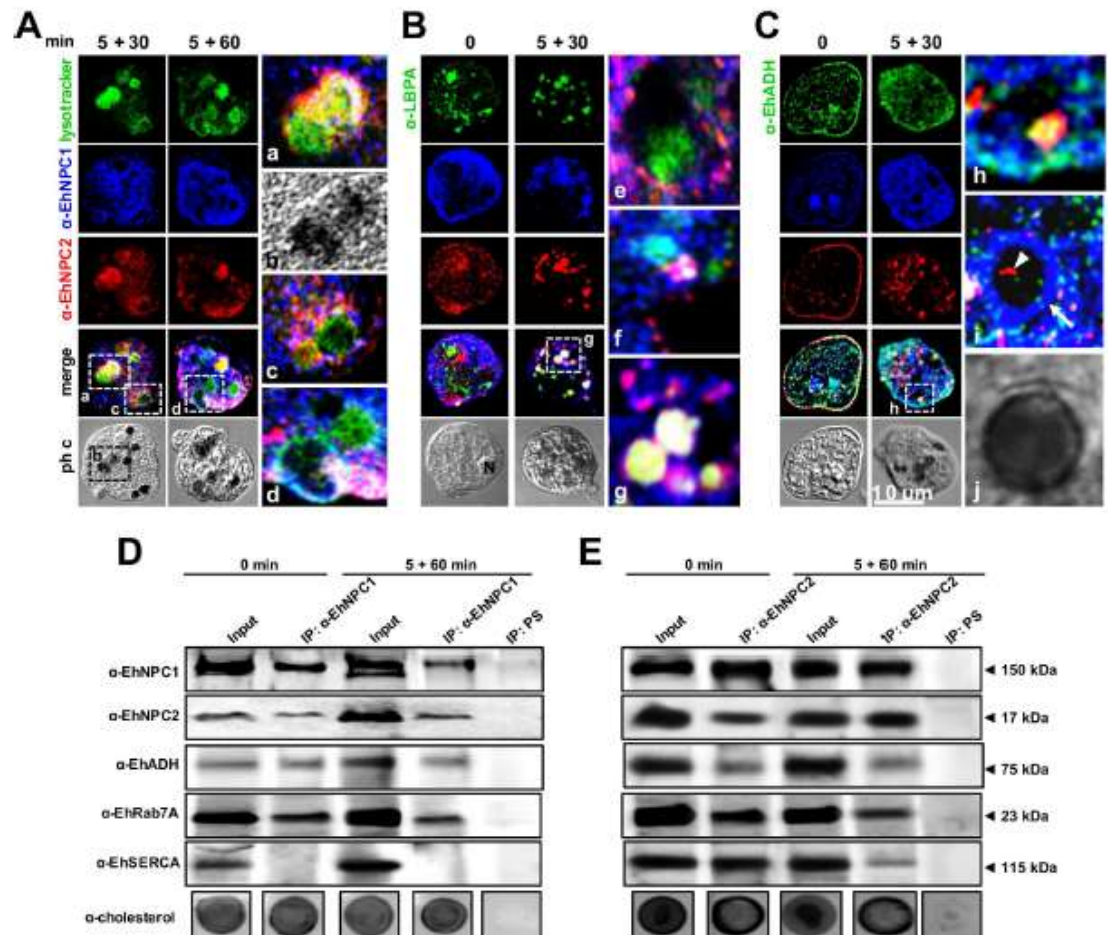 A B C
min 5 + 30 5 + 60 0 5 + 30 0 5 + 30
lysotracker
α-EhNPC1
α-EhNPC2
merge
ph c
α-LBPA
α-EhADH
a
b
c
d
a
c
d
b
e
f
g
g
N
h
i
j
h
10 um
D E
0 min 5 + 60 min 0 min 5 + 60 min
Input IP: α-EhNPC1 Input IP: α-EhNPC1 IP: PS Input IP: α-EhNPC2 Input IP: α-EhNPC2 IP: PS
α-EhNPC1 150 kDa
α-EhNPC2 17 kDa
α-EhADH 75 kDa
α-EhRab7A 23 kDa
α-EhSERCA 115 kDa
α-cholesterol